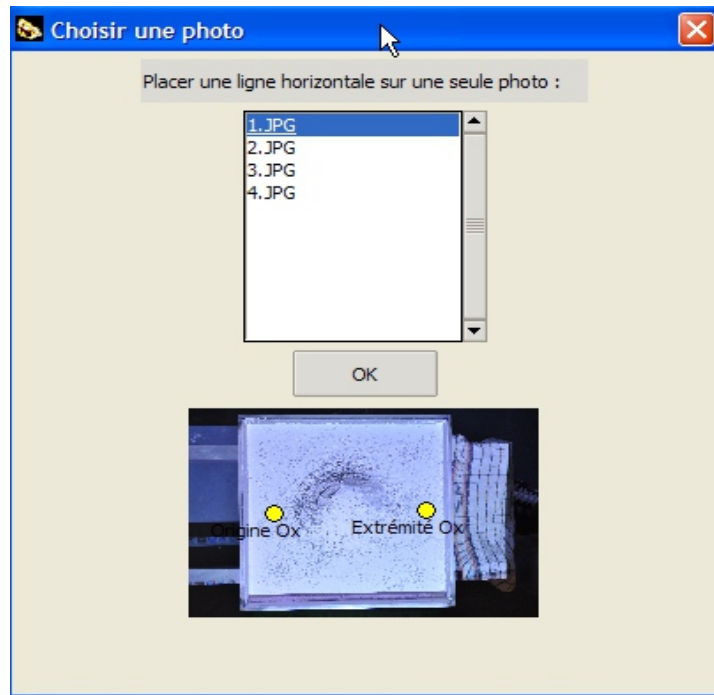 Choisir une photo
Placer une ligne horizontale sur une seule photo :
1.JPG
2.JPG
3.JPG
4.JPG
OK
Origine Ox
Extrémité Ox